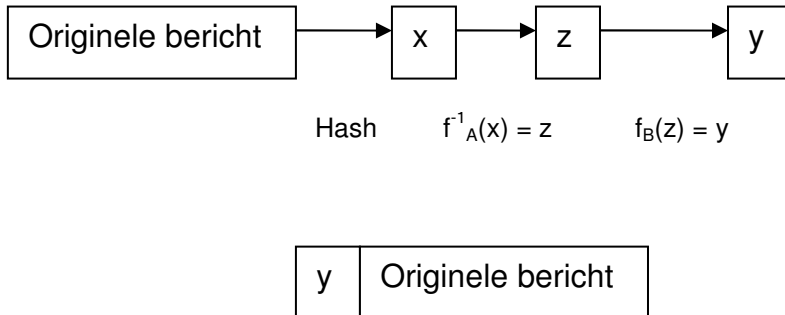 Originele bericht x z y
Hash f⁻¹A(x) = z fB(z) = y
y Originele bericht